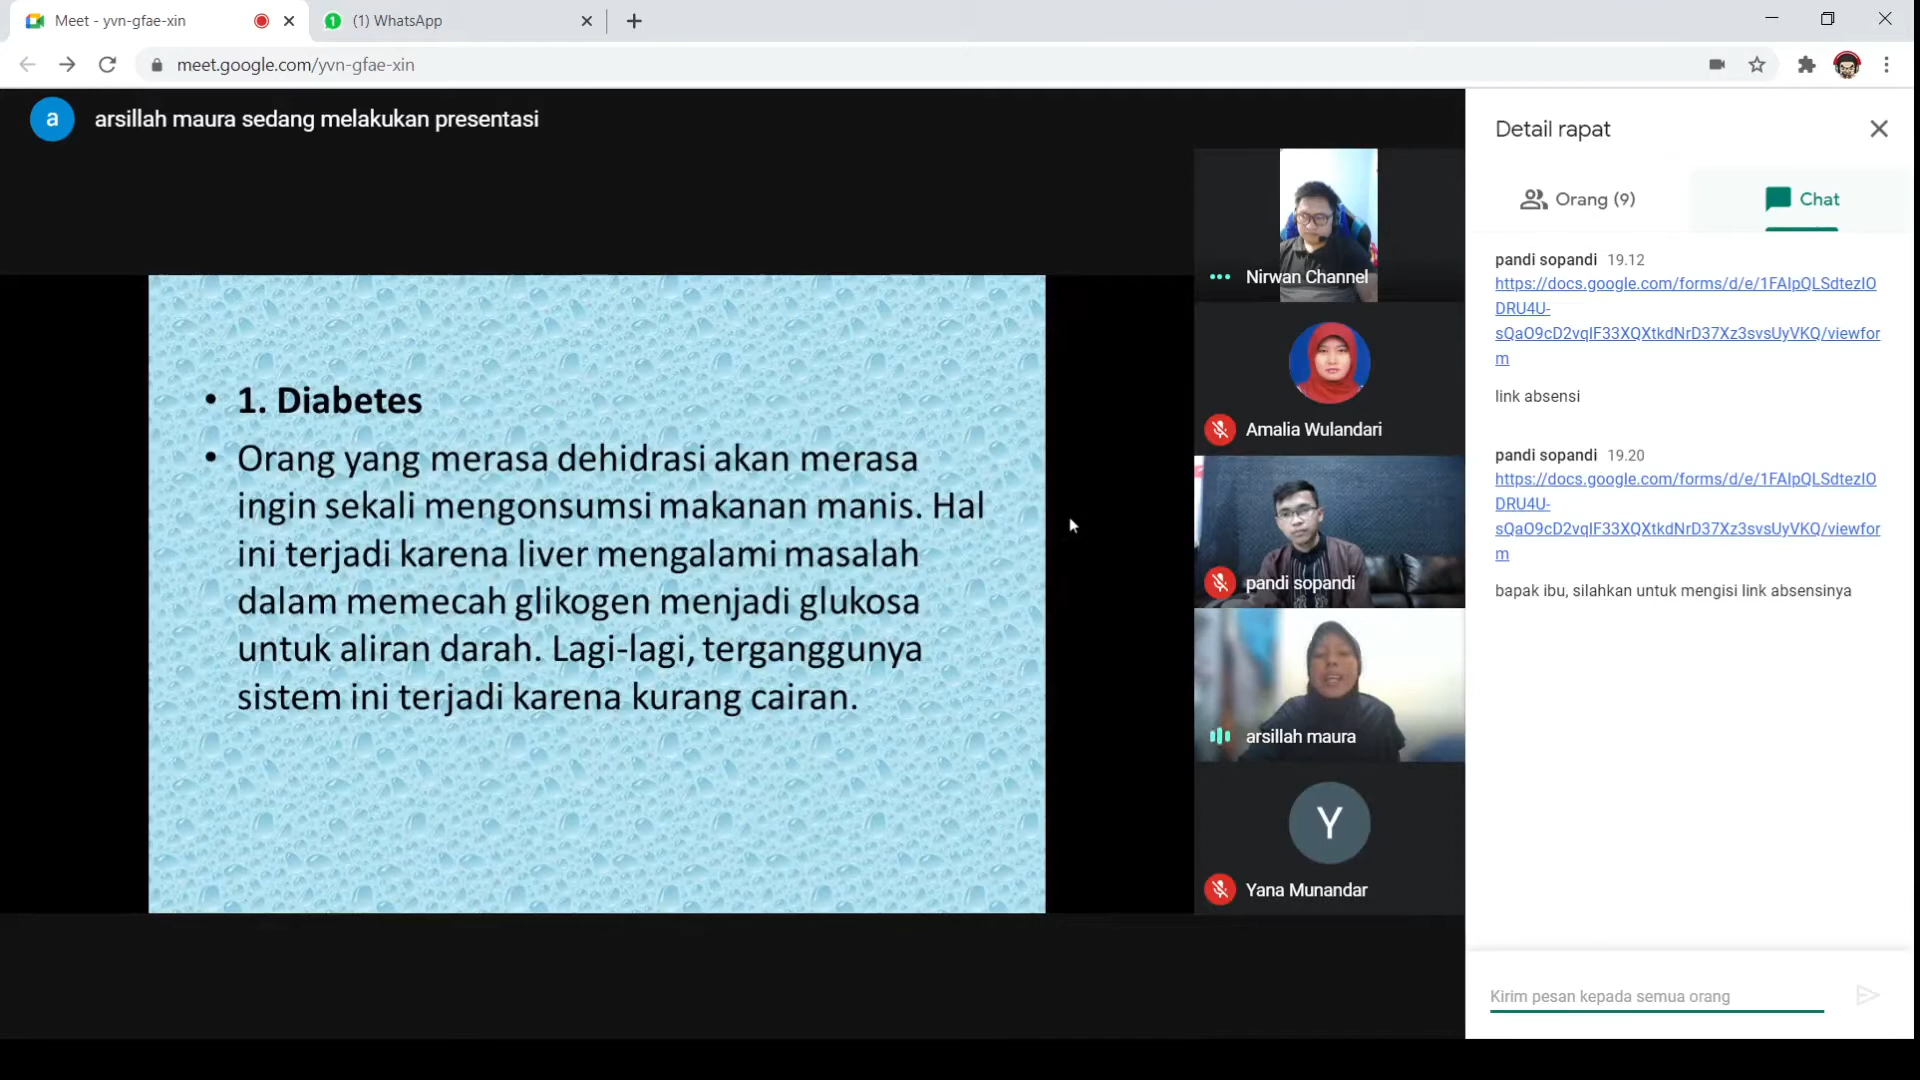 Meet - yvn-gfae-xin
(1) WhatsApp
meet.google.com/yvn-gfae-xin
a
arsillah maura sedang melakukan presentasi
• 1. Diabetes
• Orang yang merasa dehidrasi akan merasa
ingin sekali mengonsumsi makanan manis. Hal
ini terjadi karena liver mengalami masalah
dalam memecah glikogen menjadi glukosa
untuk aliran darah. Lagi-lagi, terganggunya
sistem ini terjadi karena kurang cairan.
Nirwan Channel
Amalia Wulandari
pandi sopandi
arsillah maura
Y
Yana Munandar
Detail rapat
Orang (9)
Chat
pandi sopandi 19.12
https://docs.google.com/forms/d/e/1FAIpQLSdtezIO
DRU4U-
sQaO9cD2vqIF33XQXtkdNrD37Xz3svsUyVKQ/viewfor
m
link absensi
pandi sopandi 19.20
https://docs.google.com/forms/d/e/1FAIpQLSdtezIO
DRU4U-
sQaO9cD2vqIF33XQXtkdNrD37Xz3svsUyVKQ/viewfor
m
bapak ibu, silahkan untuk mengisi link absensinya
Kirim pesan kepada semua orang